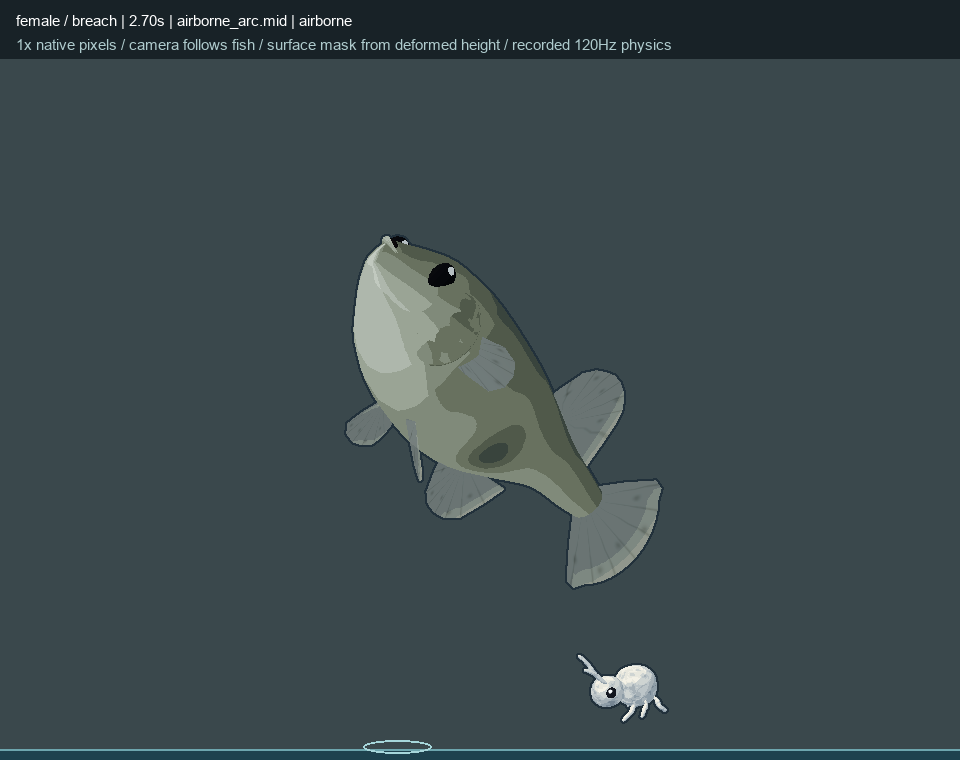 female / breach | 2.70s | airborne_arc.mid | airborne
1x native pixels / camera follows fish / surface mask from deformed height / recorded 120Hz physics